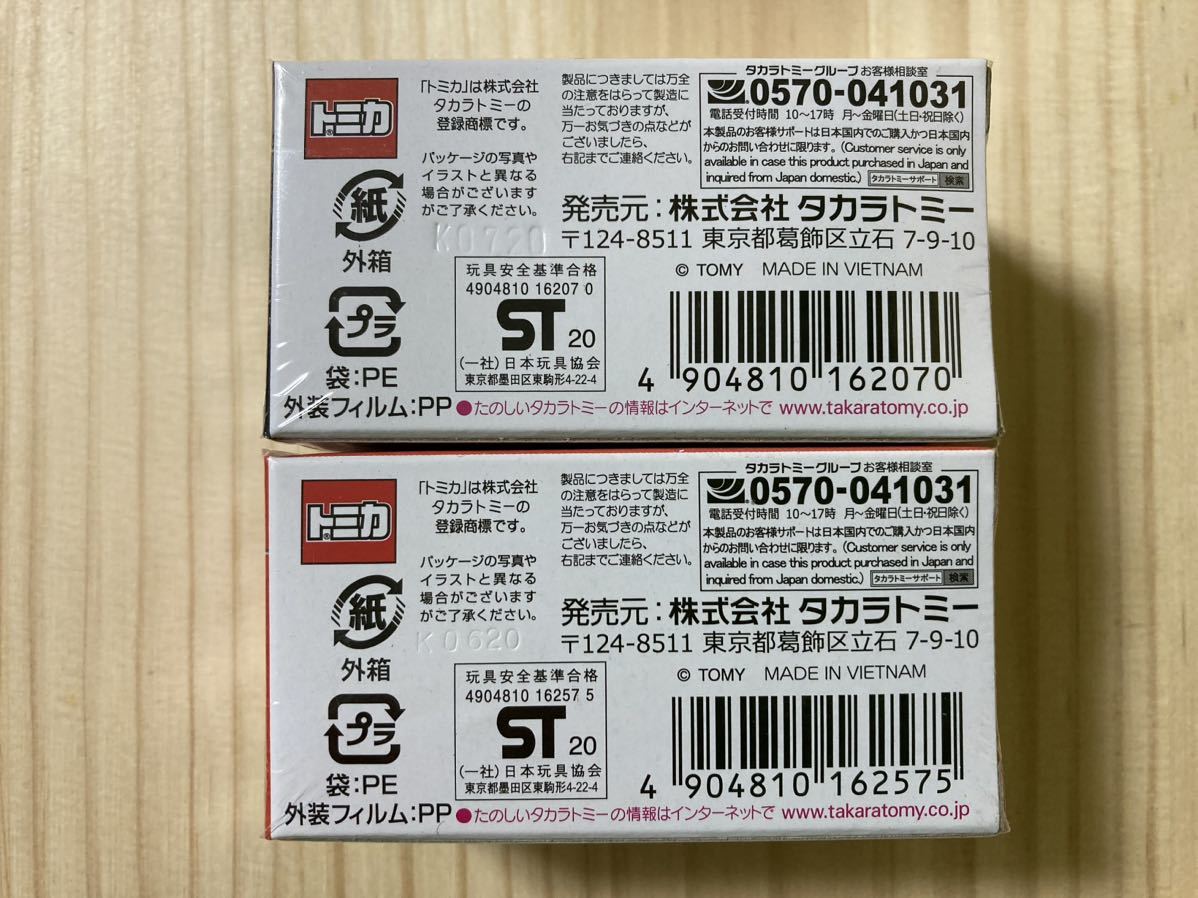 トミカ®
「トミカ」は株式会社
タカラトミーの
登録商標です。
パッケージの写真や
イラストと異なる
場合がございます
がご了承ください。
K0720
製品につきましては万全
の注意をはらって製造に
当たっておりますが、
万一お気づきの点などが
ございましたら、
右記までご連絡ください。
タカラトミーグループ お客様相談室
0570-041031
電話受付時間 10〜17時 月〜金曜日(土日・祝日除く)
本製品のお客様サポートは日本国内でのご購入かつ日本国内
からのお問い合わせに限ります。(Customer service is only
available in case this product purchased in Japan and
inquired from Japan domestic.) タカラトミーサポート 検索
発売元：株式会社 タカラトミー
〒124-8511 東京都葛飾区立石 7-9-10
紙
外箱
プラ
袋:PE
外装フィルム:PP
玩具安全基準合格
4904810 16207 0
ST 20
(一社)日本玩具協会
東京都墨田区東駒形4-22-4
© TOMY MADE IN VIETNAM
4 904810 162070
●たのしいタカラトミーの情報はインターネットで www.takaratomy.co.jp
トミカ®
「トミカ」は株式会社
タカラトミーの
登録商標です。
パッケージの写真や
イラストと異なる
場合がございます
がご了承ください。
K0620
製品につきましては万全
の注意をはらって製造に
当たっておりますが、
万一お気づきの点などが
ございましたら、
右記までご連絡ください。
タカラトミーグループ お客様相談室
0570-041031
電話受付時間 10〜17時 月〜金曜日(土日・祝日除く)
本製品のお客様サポートは日本国内でのご購入かつ日本国内
からのお問い合わせに限ります。(Customer service is only
available in case this product purchased in Japan and
inquired from Japan domestic.) タカラトミーサポート 検索
発売元：株式会社 タカラトミー
〒124-8511 東京都葛飾区立石 7-9-10
紙
外箱
プラ
袋:PE
外装フィルム:PP
玩具安全基準合格
4904810 16257 5
ST 20
(一社)日本玩具協会
東京都墨田区東駒形4-22-4
© TOMY MADE IN VIETNAM
4 904810 162575
●たのしいタカラトミーの情報はインターネットで www.takaratomy.co.jp